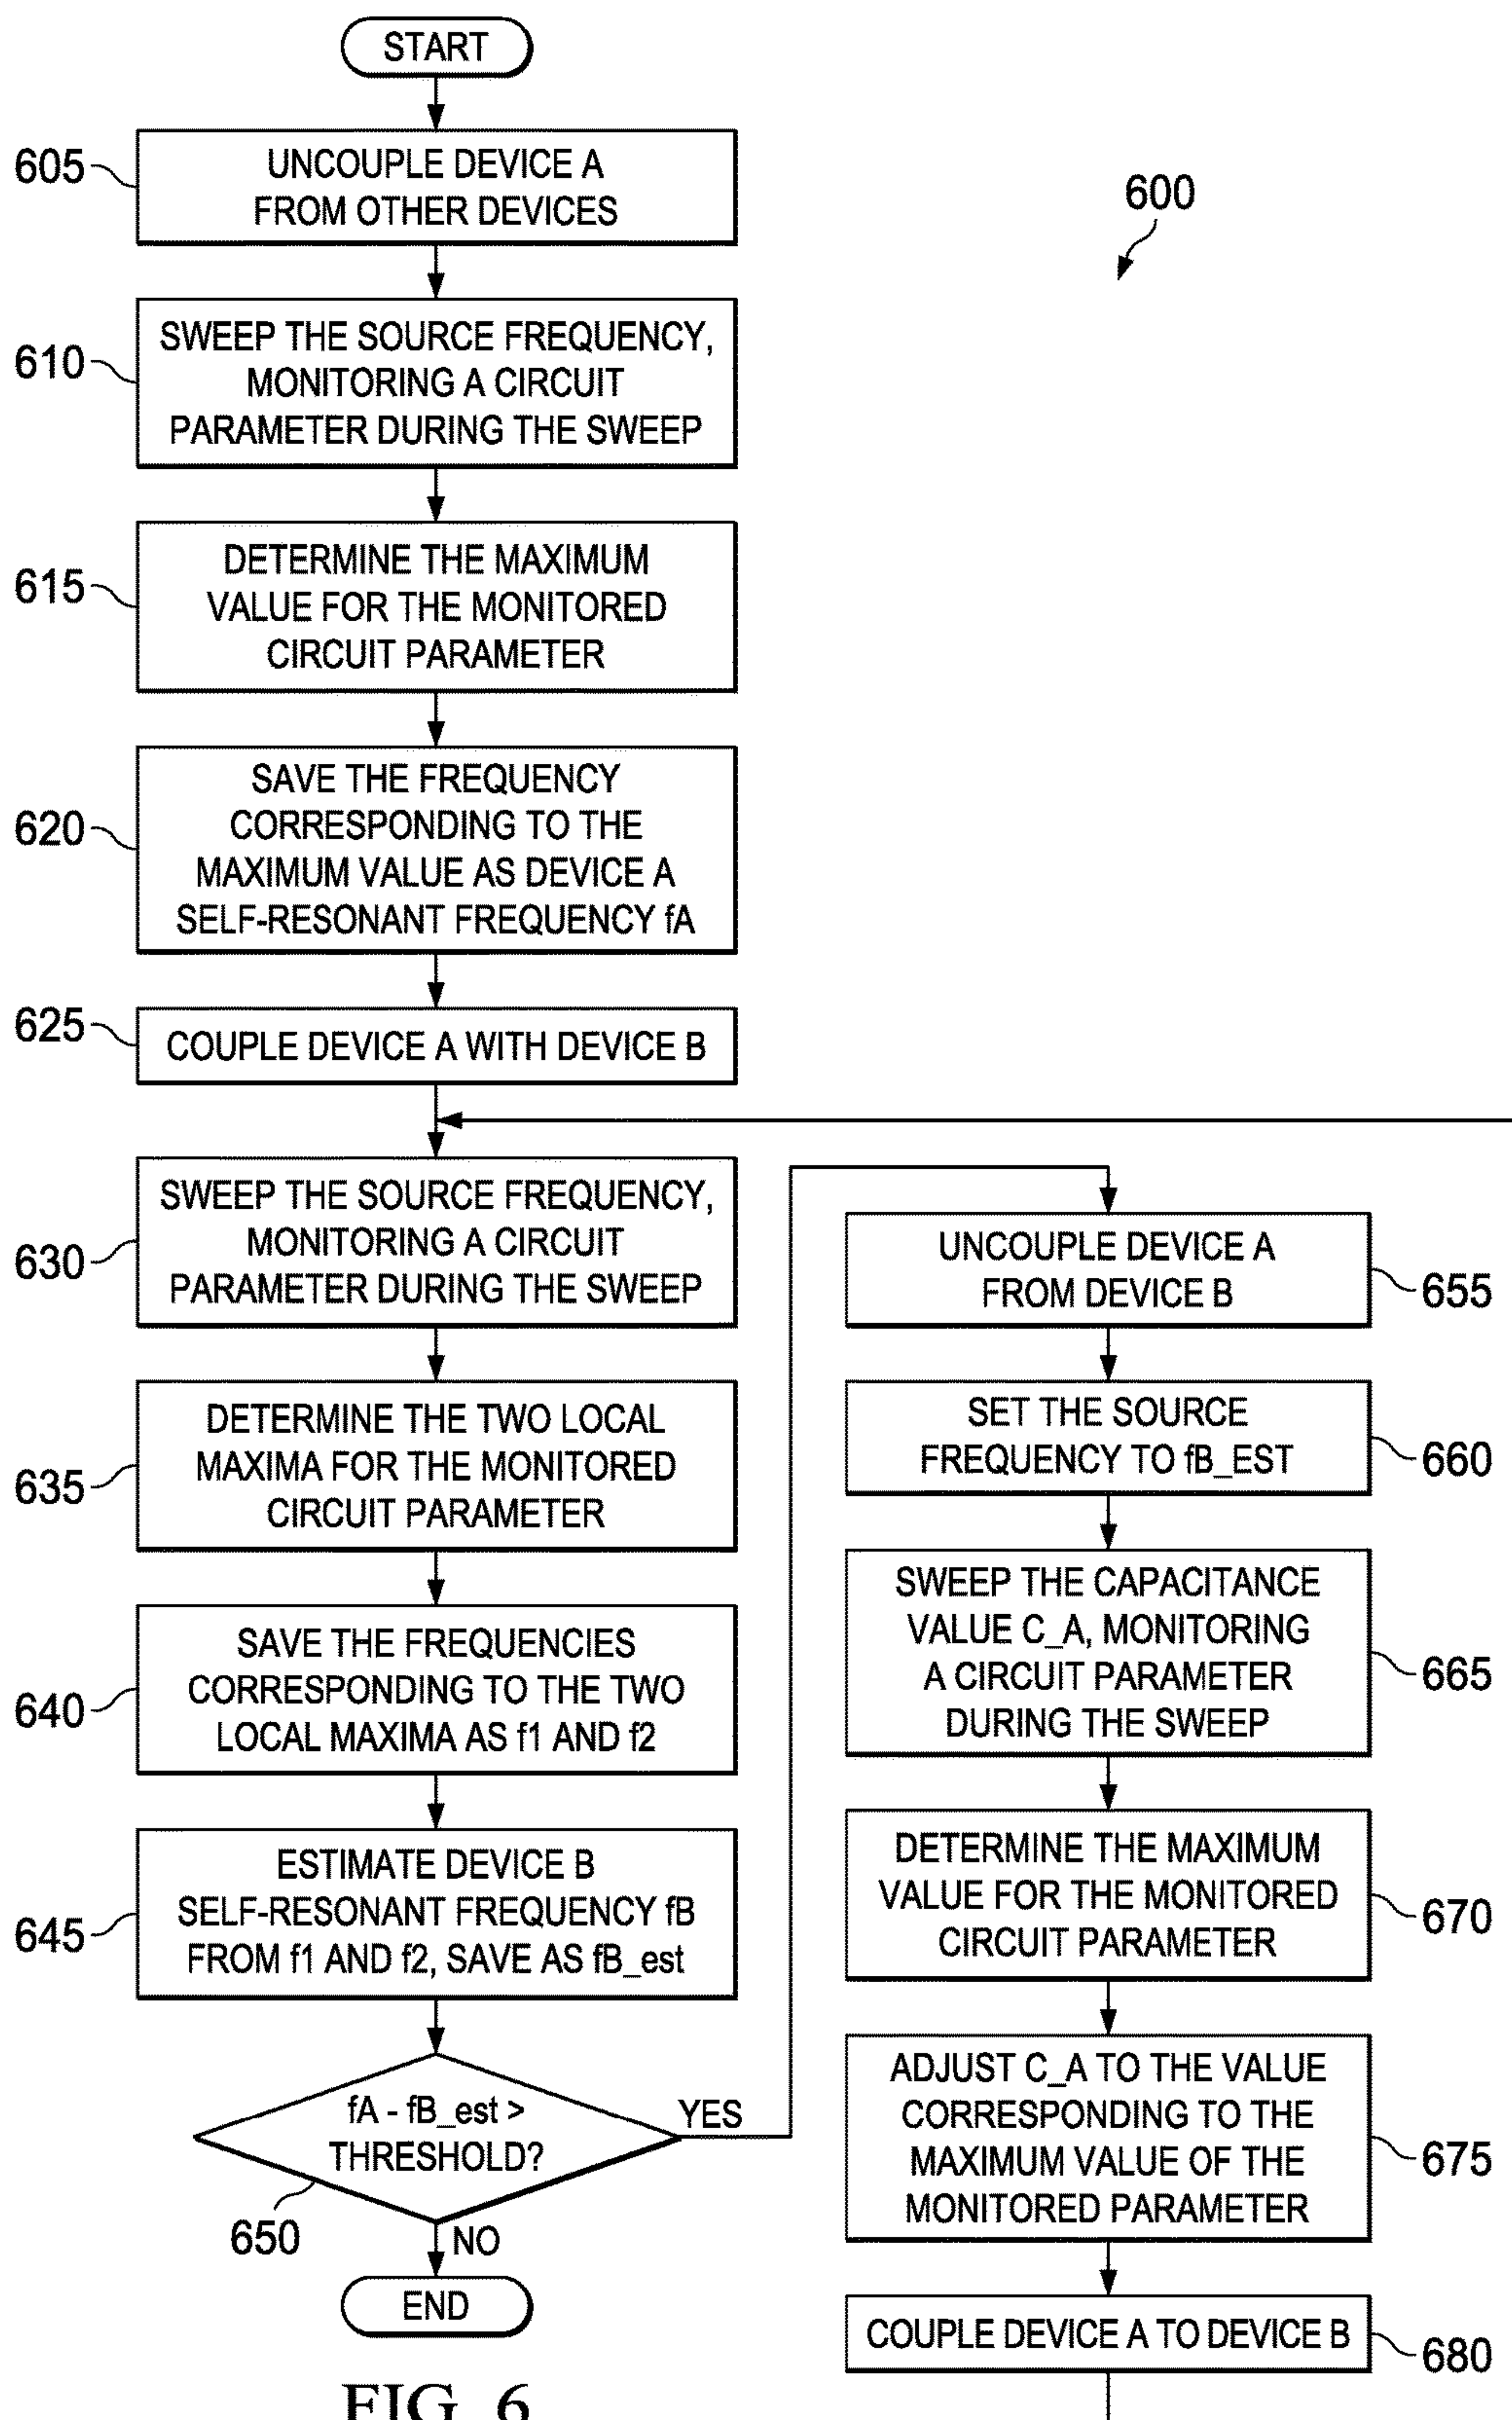 START
605
UNCOUPLE DEVICE A
FROM OTHER DEVICES
600
610
SWEEP THE SOURCE FREQUENCY,
MONITORING A CIRCUIT
PARAMETER DURING THE SWEEP
615
DETERMINE THE MAXIMUM
VALUE FOR THE MONITORED
CIRCUIT PARAMETER
620
SAVE THE FREQUENCY
CORRESPONDING TO THE
MAXIMUM VALUE AS DEVICE A
SELF-RESONANT FREQUENCY fA
625
COUPLE DEVICE A WITH DEVICE B
630
SWEEP THE SOURCE FREQUENCY,
MONITORING A CIRCUIT
PARAMETER DURING THE SWEEP
635
DETERMINE THE TWO LOCAL
MAXIMA FOR THE MONITORED
CIRCUIT PARAMETER
640
SAVE THE FREQUENCIES
CORRESPONDING TO THE TWO
LOCAL MAXIMA AS f1 AND f2
645
ESTIMATE DEVICE B
SELF-RESONANT FREQUENCY fB
FROM f1 AND f2, SAVE AS fB_est
fA - fB_est >
THRESHOLD?
YES
650
NO
END
UNCOUPLE DEVICE A
FROM DEVICE B
655
SET THE SOURCE
FREQUENCY TO fB_EST
660
SWEEP THE CAPACITANCE
VALUE C_A, MONITORING
A CIRCUIT PARAMETER
DURING THE SWEEP
665
DETERMINE THE MAXIMUM
VALUE FOR THE MONITORED
CIRCUIT PARAMETER
670
ADJUST C_A TO THE VALUE
CORRESPONDING TO THE
MAXIMUM VALUE OF THE
MONITORED PARAMETER
675
COUPLE DEVICE A TO DEVICE B
680
FIG. 6